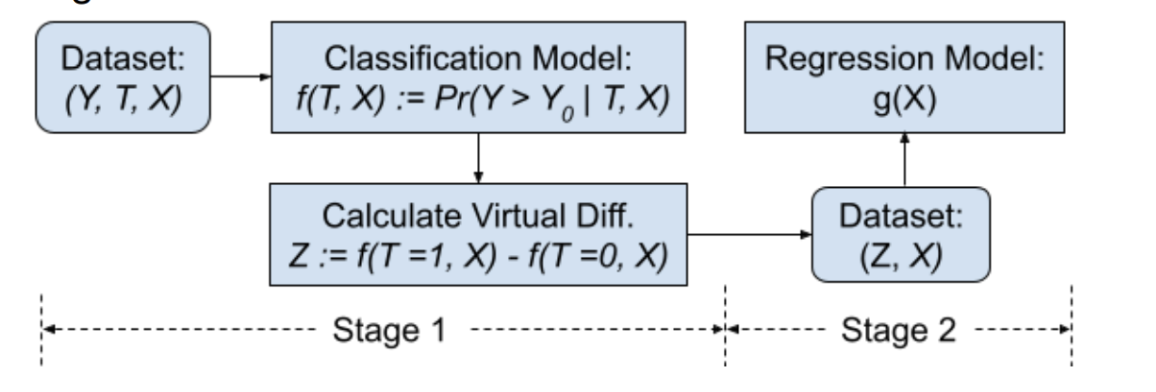 Dataset:
(Y, T, X)
Classification Model:
f(T, X) := Pr(Y > Y₀ | T, X)
Regression Model:
g(X)
Calculate Virtual Diff.
Z := f(T =1, X) - f(T =0, X)
Dataset:
(Z, X)
Stage 1
Stage 2